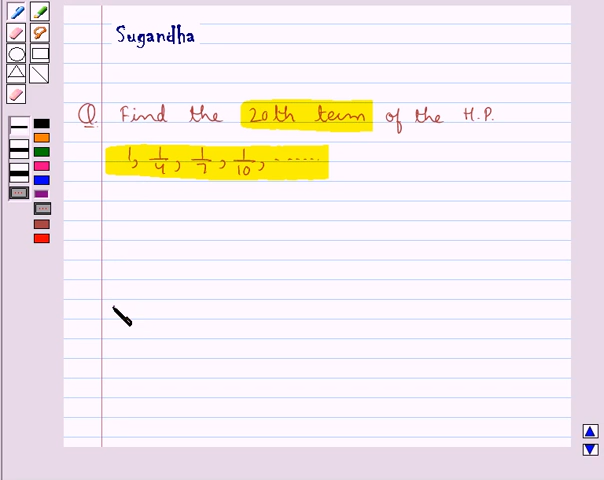 Sugandha
Q. Find the 20th term of the H.P.
1, 1/4, 1/7, 1/10, -......